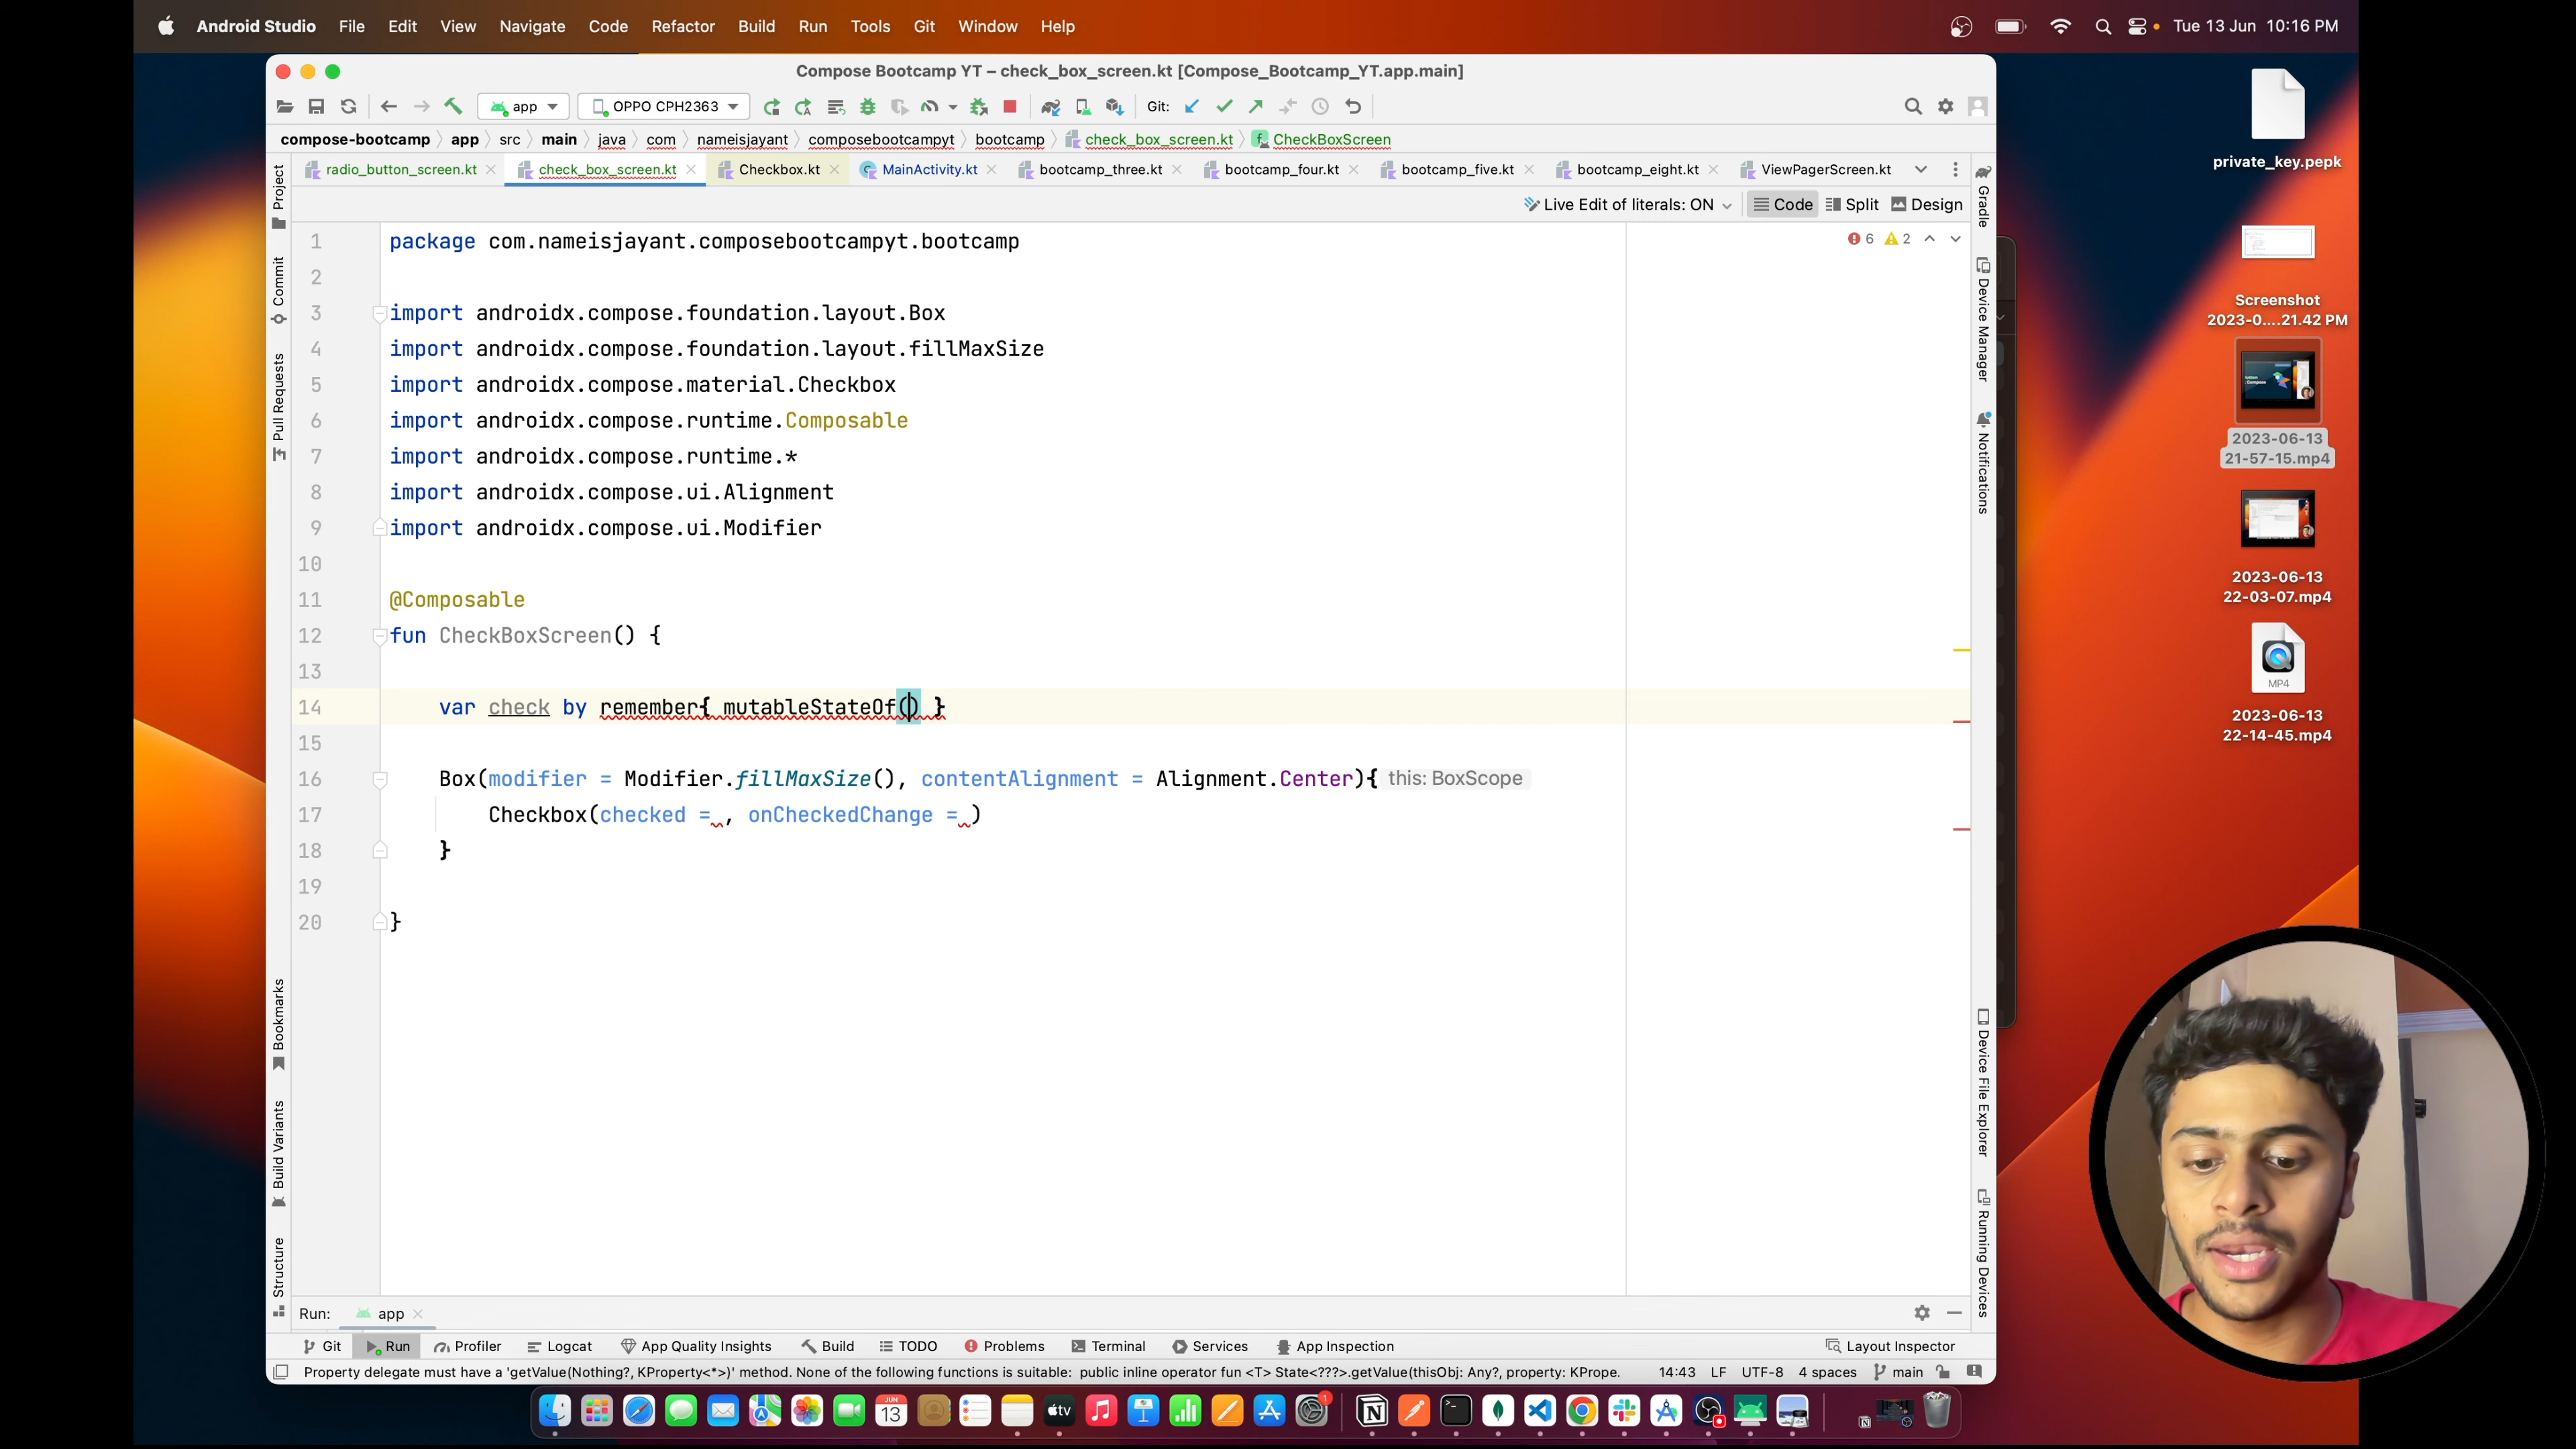 Android Studio File Edit View Navigate Code Refactor Build Run Tools Git Window Help Tue 13 Jun 10:16 PM
Compose Bootcamp YT – check_box_screen.kt [Compose_Bootcamp_YT.app.main]
app OPPO CPH2363 Git:
compose-bootcamp app src main java com nameisjayant composebootcampyt bootcamp check_box_screen.kt CheckBoxScreen
radio_button_screen.kt check_box_screen.kt Checkbox.kt MainActivity.kt bootcamp_three.kt bootcamp_four.kt bootcamp_five.kt bootcamp_eight.kt ViewPagerScreen.kt
Live Edit of literals: ON Code Split Design
6 2
1 package com.nameisjayant.composebootcampyt.bootcamp
2
3 import androidx.compose.foundation.layout.Box
4 import androidx.compose.foundation.layout.fillMaxSize
5 import androidx.compose.material.Checkbox
6 import androidx.compose.runtime.Composable
7 import androidx.compose.runtime.*
8 import androidx.compose.ui.Alignment
9 import androidx.compose.ui.Modifier
10
11 @Composable
12 fun CheckBoxScreen() {
13
14 var check by remember{ mutableStateOf() }
15
16 Box(modifier = Modifier.fillMaxSize(), contentAlignment = Alignment.Center){ this: BoxScope
17 Checkbox(checked = , onCheckedChange = )
18 }
19
20 }
Project
Commit
Pull Requests
Bookmarks
Build Variants
Structure
Gradle
Device Manager
Notifications
Device File Explorer
Running Devices
private_key.pepk
Screenshot
2023-0....21.42 PM
2023-06-13
21-57-15.mp4
2023-06-13
22-03-07.mp4
MP4
2023-06-13
22-14-45.mp4
Run: app
Git Run Profiler Logcat App Quality Insights Build TODO Problems Terminal Services App Inspection Layout Inspector
Property delegate must have a 'getValue(Nothing?, KProperty<*>)' method. None of the following functions is suitable: public inline operator fun <T> State<???>.getValue(thisObj: Any?, property: KPrope. 14:43 LF UTF-8 4 spaces main
JUN
13
tv
1